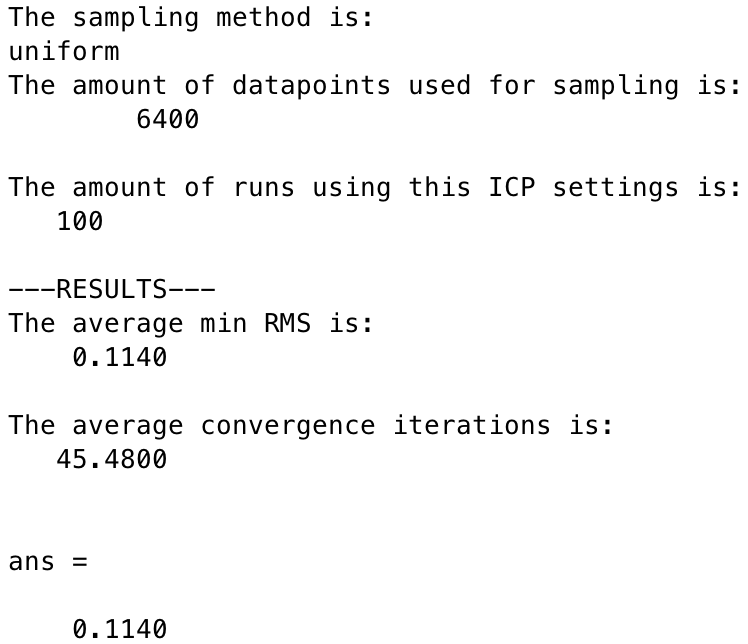 The sampling method is:
uniform
The amount of datapoints used for sampling is:
6400
The amount of runs using this ICP settings is:
100
---RESULTS---
The average min RMS is:
0.1140
The average convergence iterations is:
45.4800
ans =
0.1140